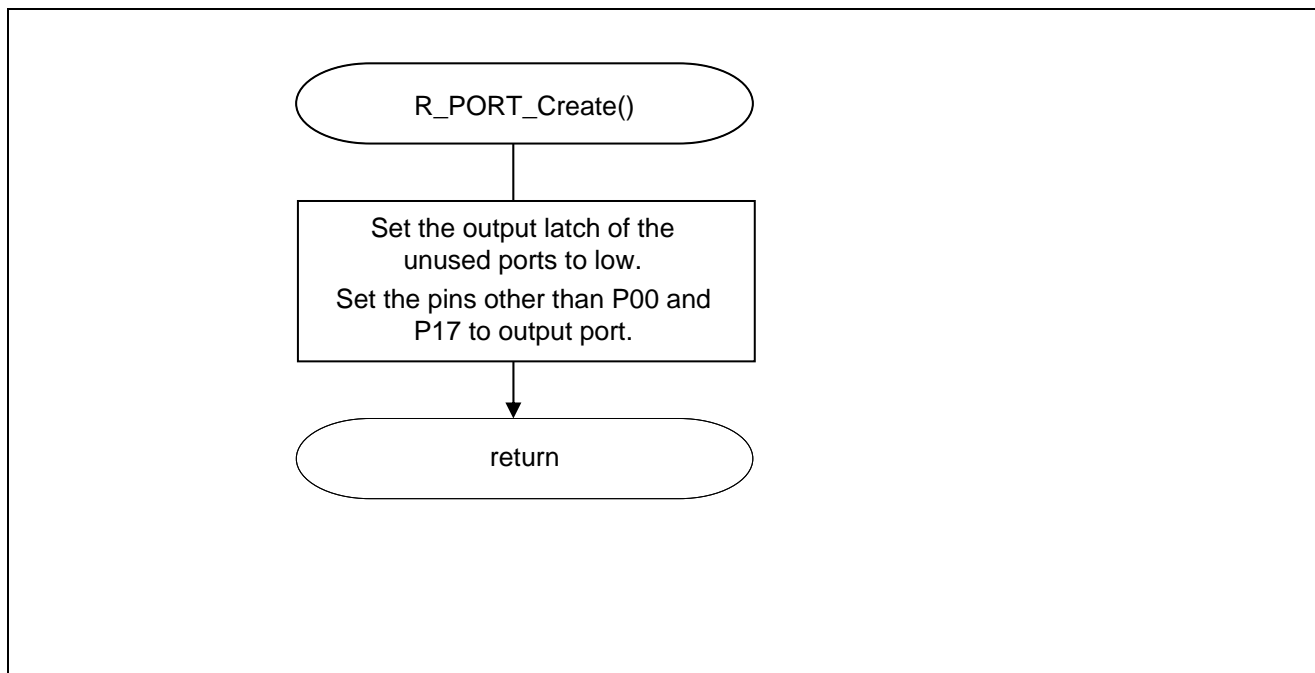 R_PORT_Create()
Set the output latch of the
unused ports to low.
Set the pins other than P00 and
P17 to output port.
return